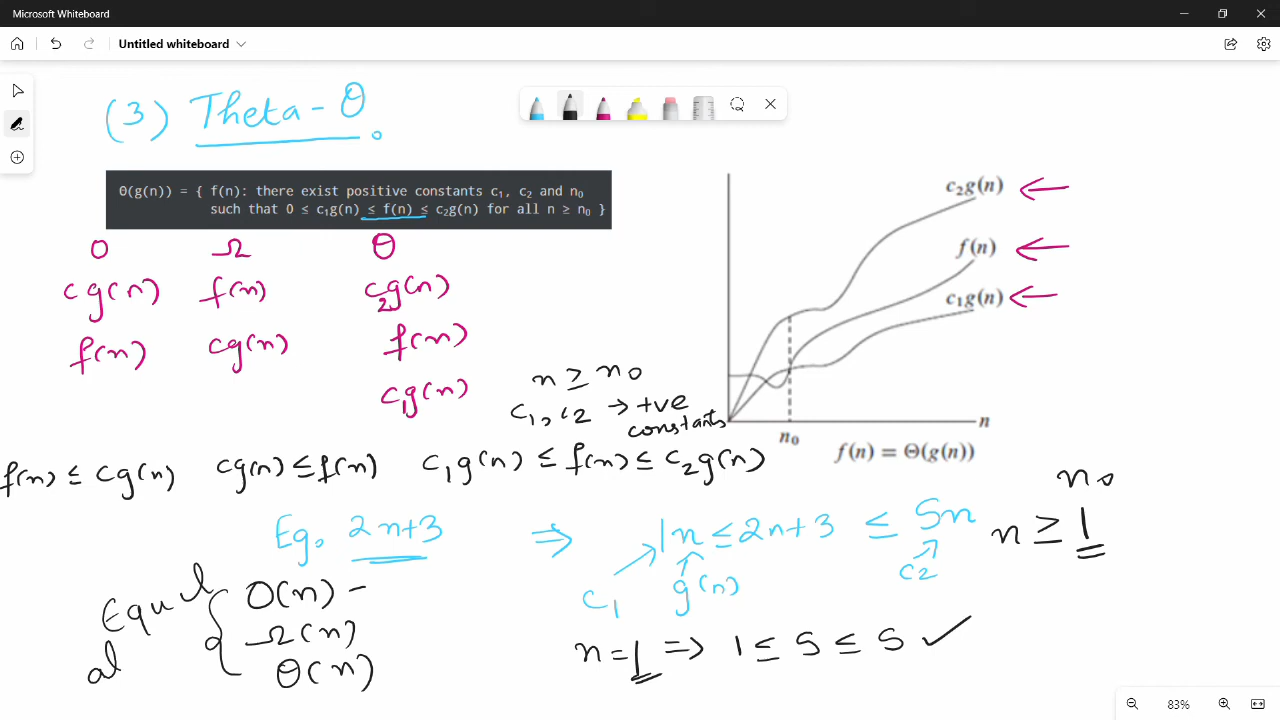 Microsoft Whiteboard
Untitled whiteboard
(3) Theta - θ
Θ(g(n)) = { f(n): there exist positive constants c₁, c₂ and n₀
such that 0 ≤ c₁g(n) ≤ f(n) ≤ c₂g(n) for all n ≥ n₀ }
c₂g(n)
f(n)
c₁g(n)
O Ω θ
cg(n) f(n) c₂g(n)
f(n) cg(n) f(n)
c₁g(n)
n ≥ n₀
c₁, c₂ → +ve
constants
n
n₀
f(n) = Θ(g(n))
f(n) ≤ cg(n) cg(n) ≤ f(n) c₁g(n) ≤ f(n) ≤ c₂g(n)
n₀
Eg. 2n+3 ⇒ 1n ≤ 2n+3 ≤ 5n n ≥ 1
c₁ g(n) c₂
Equal
O(n) -
Ω(n)
θ(n)
n = 1 ⇒ 1 ≤ 5 ≤ 5 ✓
83%